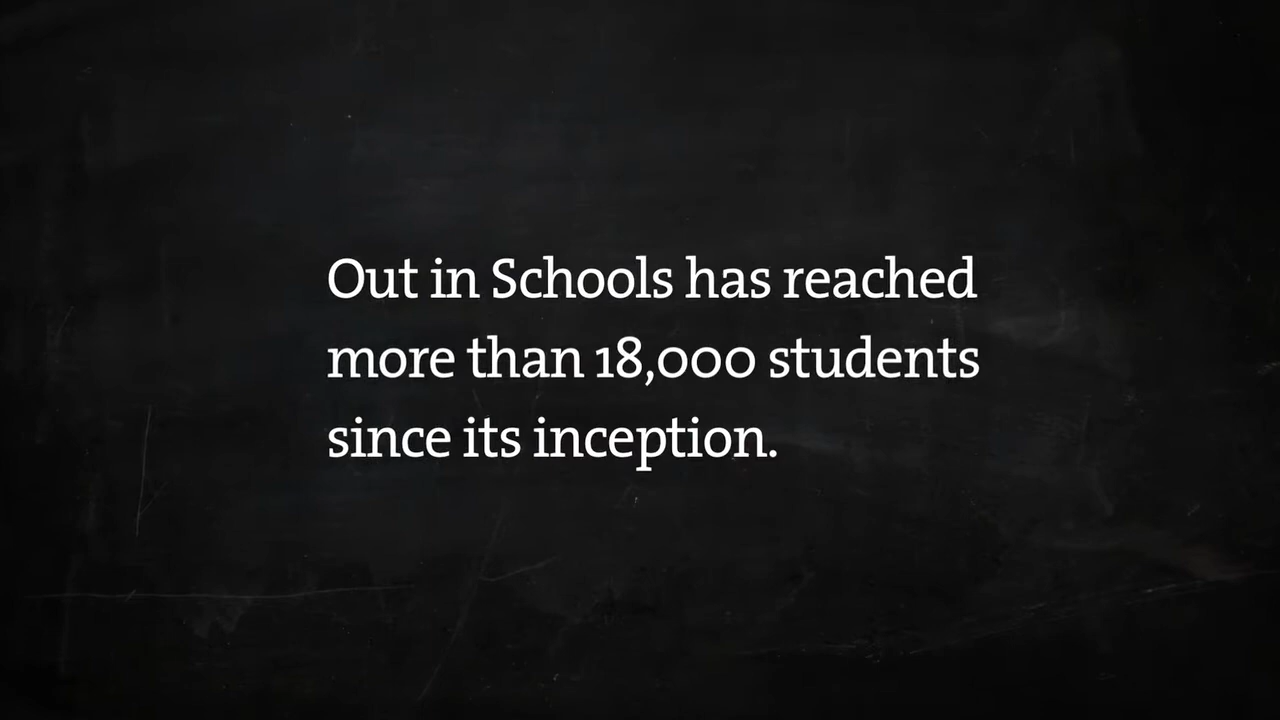 Out in Schools has reached
more than 18,000 students
since its inception.